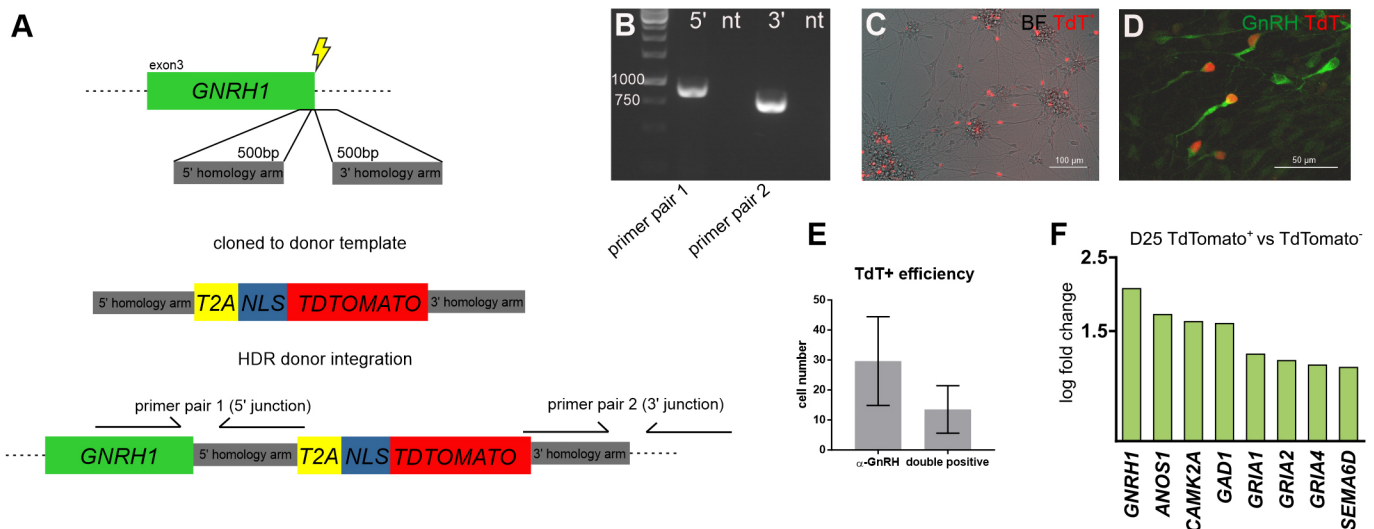 A
exon3
GNRH1
500bp
500bp
5' homology arm
3' homology arm
cloned to donor template
5' homology arm
T2A
NLS
TDTOMATO
3' homology arm
HDR donor integration
primer pair 1 (5' junction)
primer pair 2 (3' junction)
GNRH1
5' homology arm
T2A
NLS
TDTOMATO
3' homology arm
B
5' nt 3' nt
1000
750
primer pair 1
primer pair 2
C
BF TdT+
100 µm
D
GnRH TdT+
50 µm
E
TdT+ efficiency
cell number
50
40
30
20
10
0
α-GnRH
double positive
F
D25 TdTomato+ vs TdTomato-
log fold change
2.5
1.5
GNRH1
ANOS1
CAMK2A
GAD1
GRIA1
GRIA2
GRIA4
SEMA6D